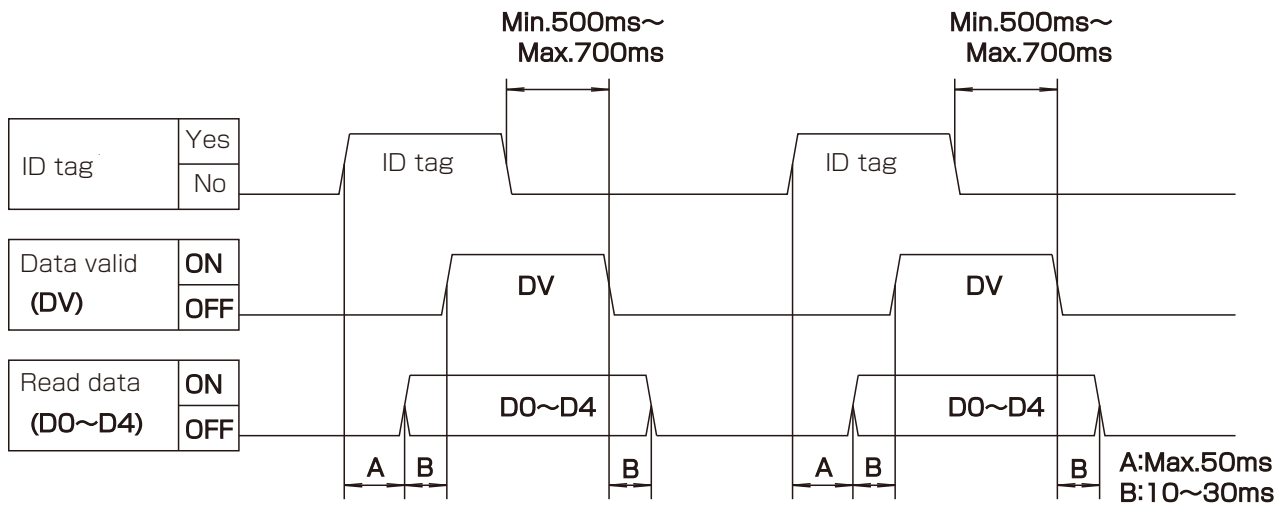 Min.500ms～
Max.700ms
Min.500ms～
Max.700ms
ID tag
Yes
No
ID tag
ID tag
Data valid
(DV)
ON
OFF
DV
DV
Read data
(D0～D4)
ON
OFF
D0～D4
D0～D4
A
B
B
A
B
B
A:Max.50ms
B:10～30ms